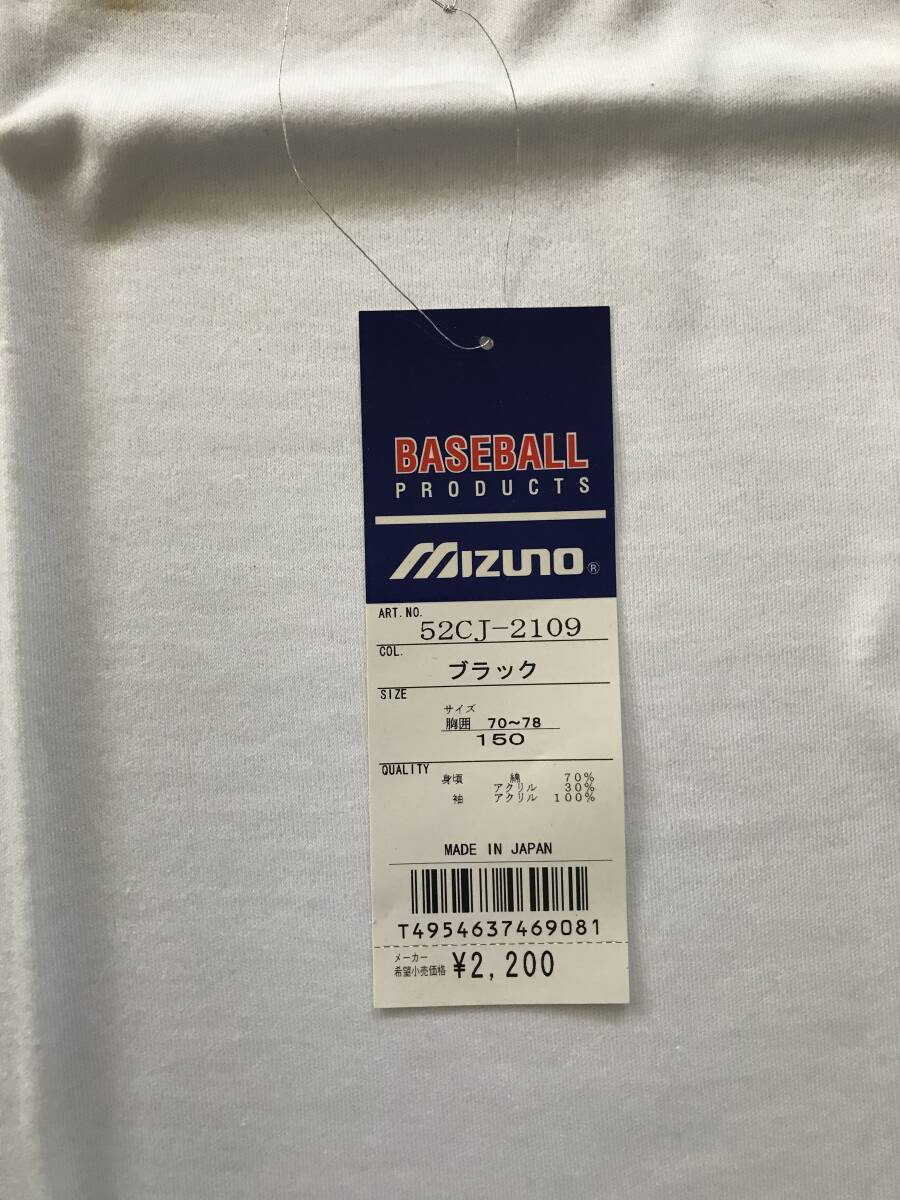 BASEBALL
PRODUCTS
MIZUNO®
ART.NO.
52CJ-2109
COL.
ブラック
SIZE
サイズ
胸囲 70~78
150
QUALITY
身頃 綿 70%
アクリル 30%
袖 アクリル 100%
MADE IN JAPAN
T4954637469081
メーカー
希望小売価格 ¥2,200